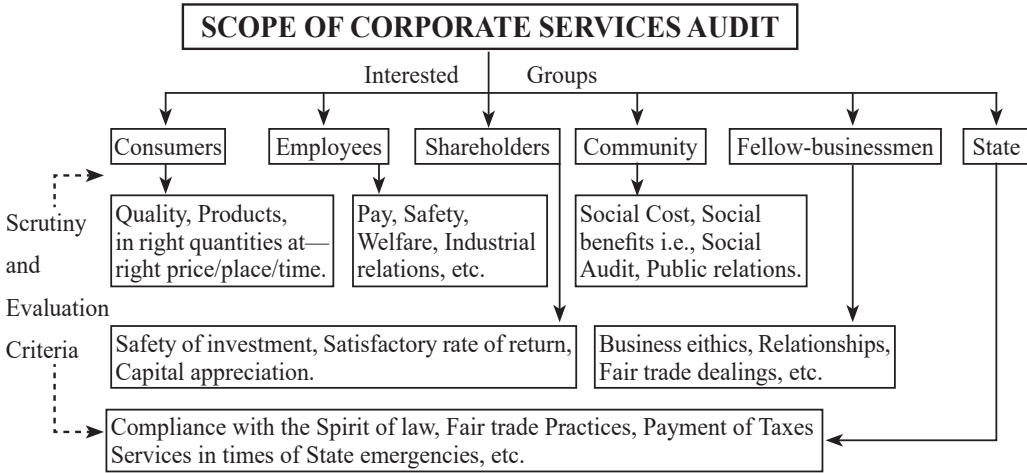 SCOPE OF CORPORATE SERVICES AUDIT
Interested Groups
Consumers
Employees
Shareholders
Community
Fellow-businessmen
State
Scrutiny
and
Evaluation
Criteria
Quality, Products,
in right quantities at—
right price/place/time.
Pay, Safety,
Welfare, Industrial
relations, etc.
Social Cost, Social
benefits i.e., Social
Audit, Public relations.
Safety of investment, Satisfactory rate of return,
Capital appreciation.
Business eithics, Relationships,
Fair trade dealings, etc.
Compliance with the Spirit of law, Fair trade Practices, Payment of Taxes
Services in times of State emergencies, etc.